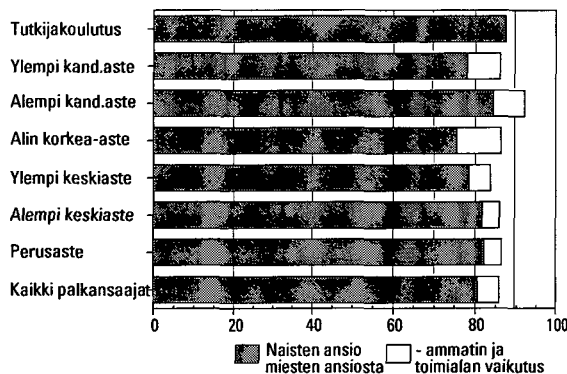 Tutkijakoulutus
Ylempi kand.aste
Alempi kand.aste
Alin korkea-aste
Ylempi keskiaste
Alempi keskiaste
Perusaste
Kaikki palkansaajat
0 20 40 60 80 100
Naisten ansio
miesten ansiosta
- ammatin ja
toimialan vaikutus